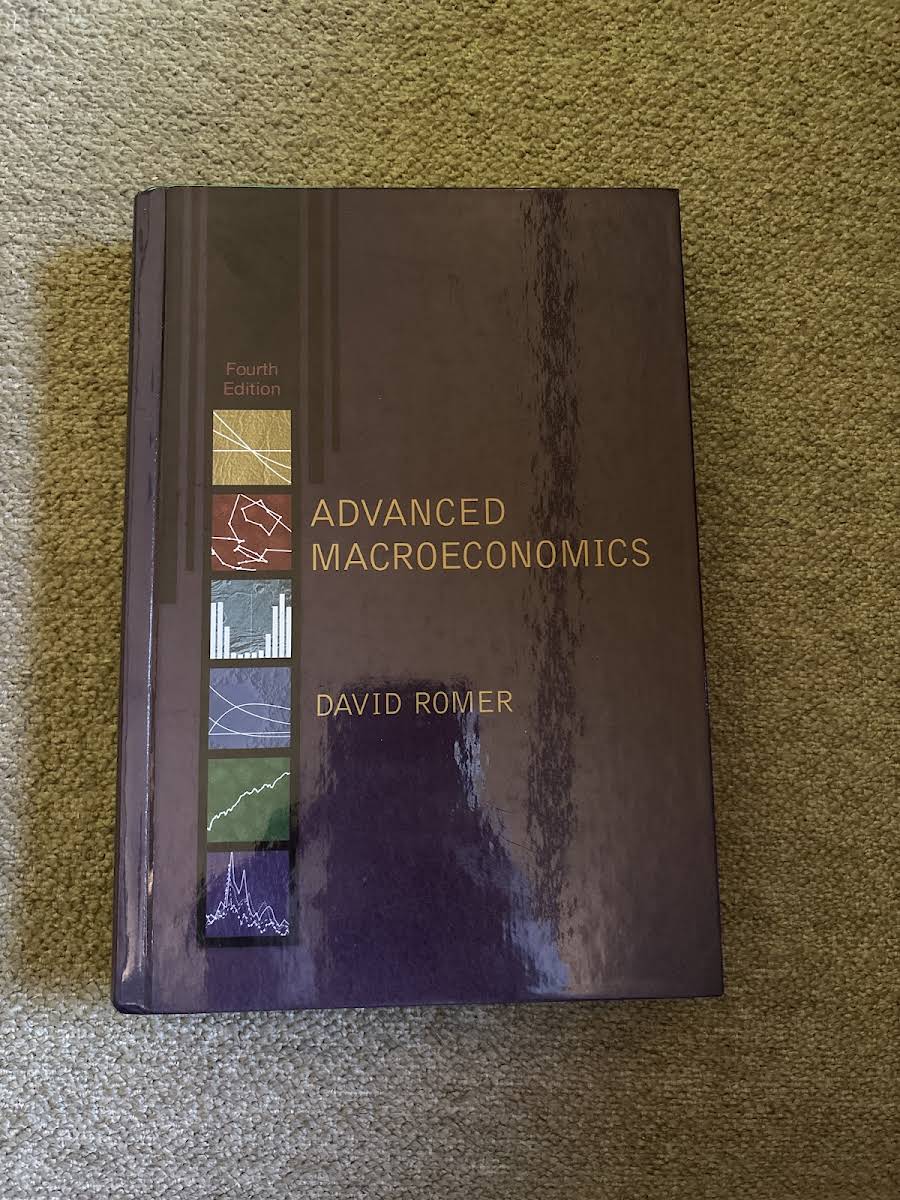 Fourth
Edition
ADVANCED
MACROECONOMICS
DAVID ROMER